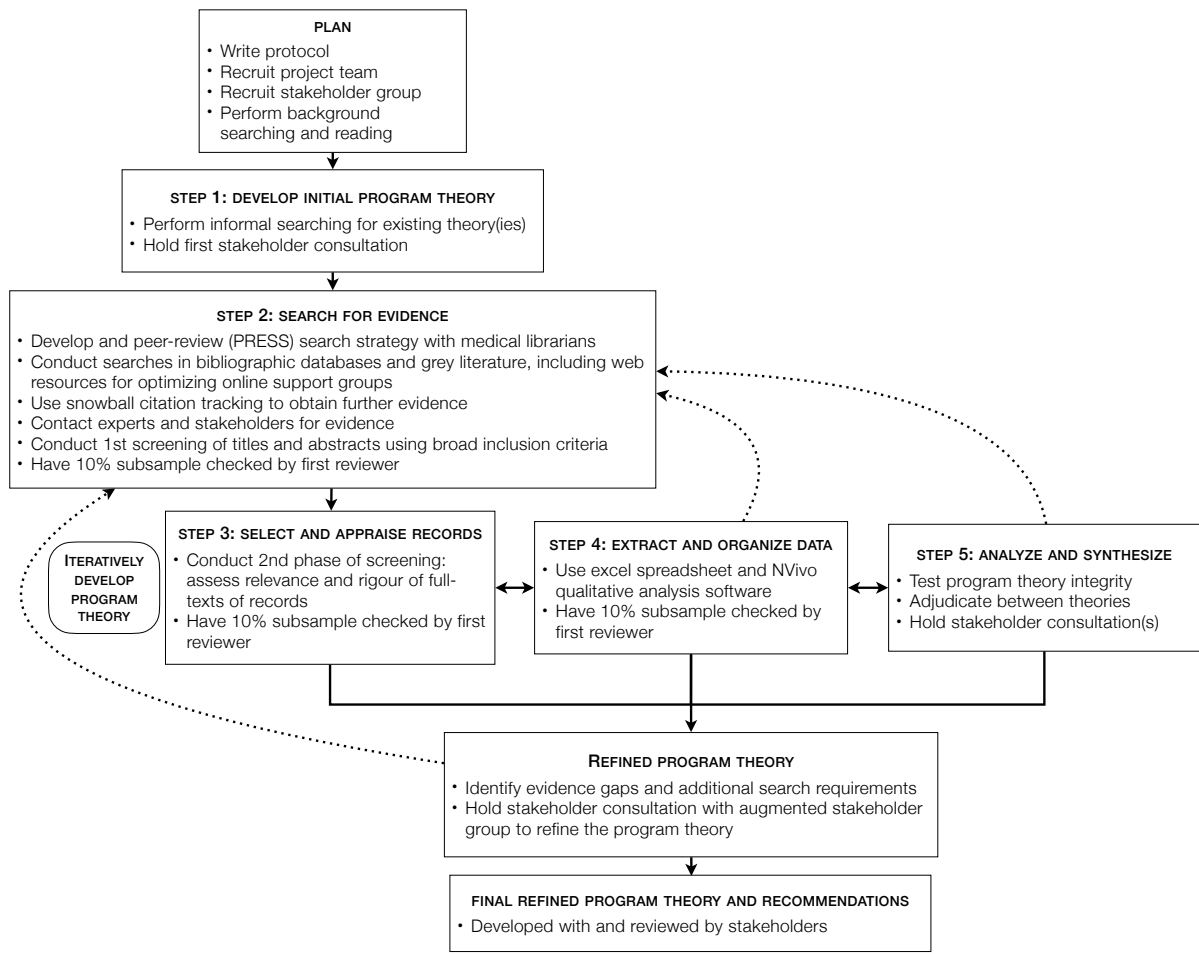 PLAN
• Write protocol
• Recruit project team
• Recruit stakeholder group
• Perform background
searching and reading
STEP 1: DEVELOP INITIAL PROGRAM THEORY
• Perform informal searching for existing theory(ies)
• Hold first stakeholder consultation
STEP 2: SEARCH FOR EVIDENCE
• Develop and peer-review (PRESS) search strategy with medical librarians
• Conduct searches in bibliographic databases and grey literature, including web
resources for optimizing online support groups
• Use snowball citation tracking to obtain further evidence
• Contact experts and stakeholders for evidence
• Conduct 1st screening of titles and abstracts using broad inclusion criteria
• Have 10% subsample checked by first reviewer
ITERATIVELY
DEVELOP
PROGRAM
THEORY
STEP 3: SELECT AND APPRAISE RECORDS
• Conduct 2nd phase of screening:
assess relevance and rigour of full-
texts of records
• Have 10% subsample checked by first
reviewer
STEP 4: EXTRACT AND ORGANIZE DATA
• Use excel spreadsheet and NVivo
qualitative analysis software
• Have 10% subsample checked by
first reviewer
STEP 5: ANALYZE AND SYNTHESIZE
• Test program theory integrity
• Adjudicate between theories
• Hold stakeholder consultation(s)
REFINED PROGRAM THEORY
• Identify evidence gaps and additional search requirements
• Hold stakeholder consultation with augmented stakeholder
group to refine the program theory
FINAL REFINED PROGRAM THEORY AND RECOMMENDATIONS
• Developed with and reviewed by stakeholders